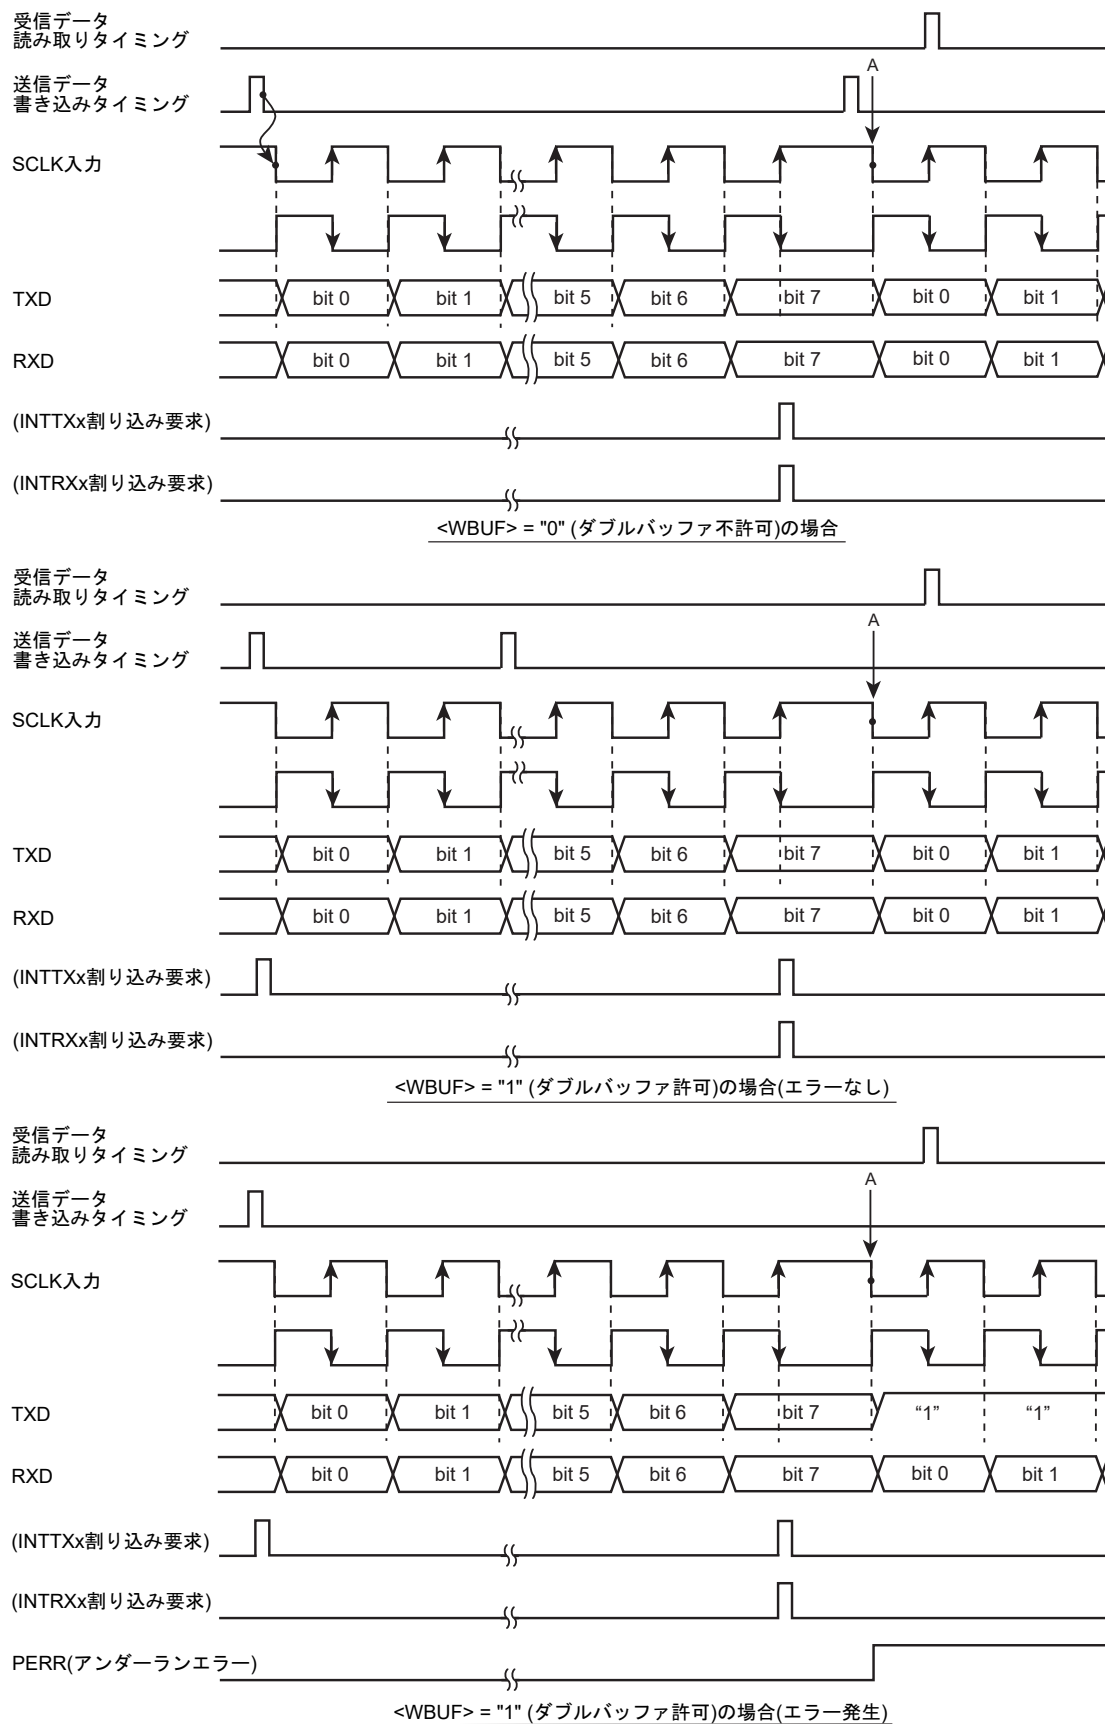 受信データ
読み取りタイミング
送信データ
書き込みタイミング
A
SCLK入力
TXD
bit 0 bit 1 bit 5 bit 6 bit 7 bit 0 bit 1
RXD
bit 0 bit 1 bit 5 bit 6 bit 7 bit 0 bit 1
(INTTXx割り込み要求)
(INTRXx割り込み要求)
<WBUF> = "0" (ダブルバッファ不許可)の場合
受信データ
読み取りタイミング
送信データ
書き込みタイミング
A
SCLK入力
TXD
bit 0 bit 1 bit 5 bit 6 bit 7 bit 0 bit 1
RXD
bit 0 bit 1 bit 5 bit 6 bit 7 bit 0 bit 1
(INTTXx割り込み要求)
(INTRXx割り込み要求)
<WBUF> = "1" (ダブルバッファ許可)の場合(エラーなし)
受信データ
読み取りタイミング
送信データ
書き込みタイミング
A
SCLK入力
TXD
bit 0 bit 1 bit 5 bit 6 bit 7 “1” “1”
RXD
bit 0 bit 1 bit 5 bit 6 bit 7 bit 0 bit 1
(INTTXx割り込み要求)
(INTRXx割り込み要求)
PERR(アンダーランエラー)
<WBUF> = "1" (ダブルバッファ許可)の場合(エラー発生)